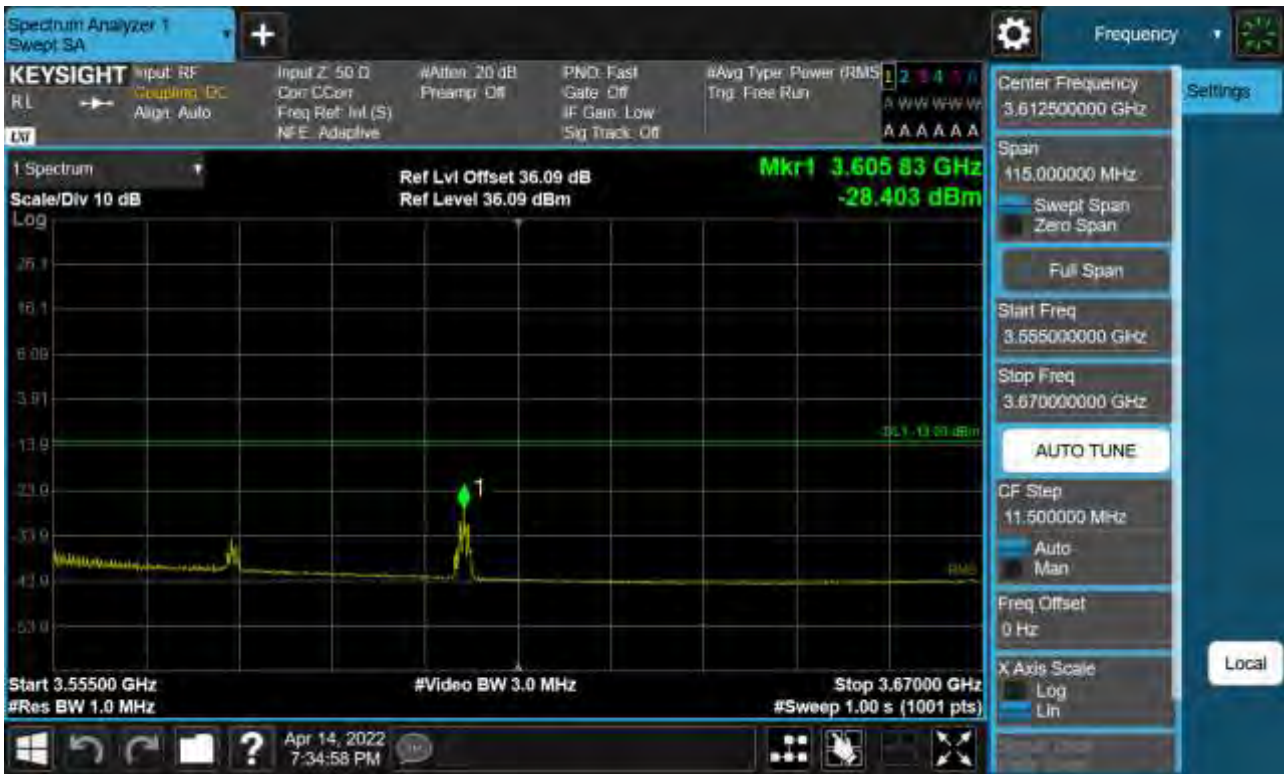 Spectrum Analyzer 1
Swept SA
Frequency
KEYSIGHT
RL
LXI
Input: RF
Coupling: DC
Align: Auto
Input Z: 50 Ω
Corr CCorr
Freq Ref: Int (S)
NFE: Adaptive
#Atten: 20 dB
Preamp: Off
PNO: Fast
Gate: Off
IF Gain: Low
Sig Track: Off
#Avg Type: Power (RMS
Trig: Free Run
1 2 3 4 5 6
A W W W W W
A A A A A A
1 Spectrum
Scale/Div 10 dB
Log
Ref Lvl Offset 36.09 dB
Ref Level 36.09 dBm
Mkr1 3.605 83 GHz
-28.403 dBm
26.1
16.1
6.09
-3.91
-13.9
DL1 -13.00 dBm
1
-23.9
-33.9
RMS
-43.9
-53.9
Start 3.55500 GHz
#Video BW 3.0 MHz
Stop 3.67000 GHz
#Res BW 1.0 MHz
#Sweep 1.00 s (1001 pts)
?
Apr 14, 2022
7:34:58 PM
Center Frequency
3.612500000 GHz
Settings
Span
115.000000 MHz
Swept Span
Zero Span
Full Span
Start Freq
3.555000000 GHz
Stop Freq
3.670000000 GHz
AUTO TUNE
CF Step
11.500000 MHz
Auto
Man
Freq Offset
0 Hz
X Axis Scale
Log
Lin
Local